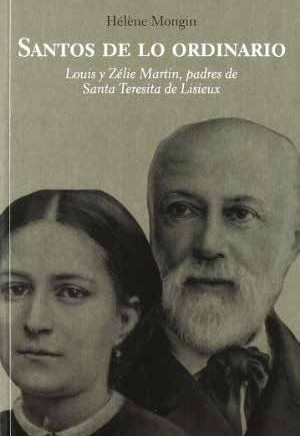 Hélène Mongin
SANTOS DE LO ORDINARIO
Louis y Zélie Martin, padres de
Santa Teresita de Lisieux